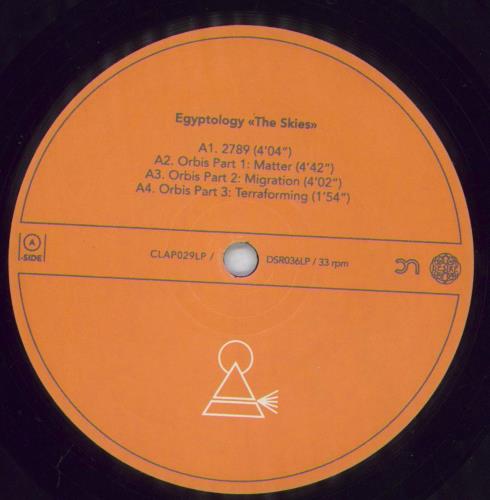 Egyptology «The Skies»
A1. 2789 (4'04")
A2. Orbis Part 1: Matter (4'42")
A3. Orbis Part 2: Migration (4'02")
A4. Orbis Part 3: Terraforming (1'54")
A
-SIDE
CLAP029LP /
DSR036LP / 33 rpm
DESIRE